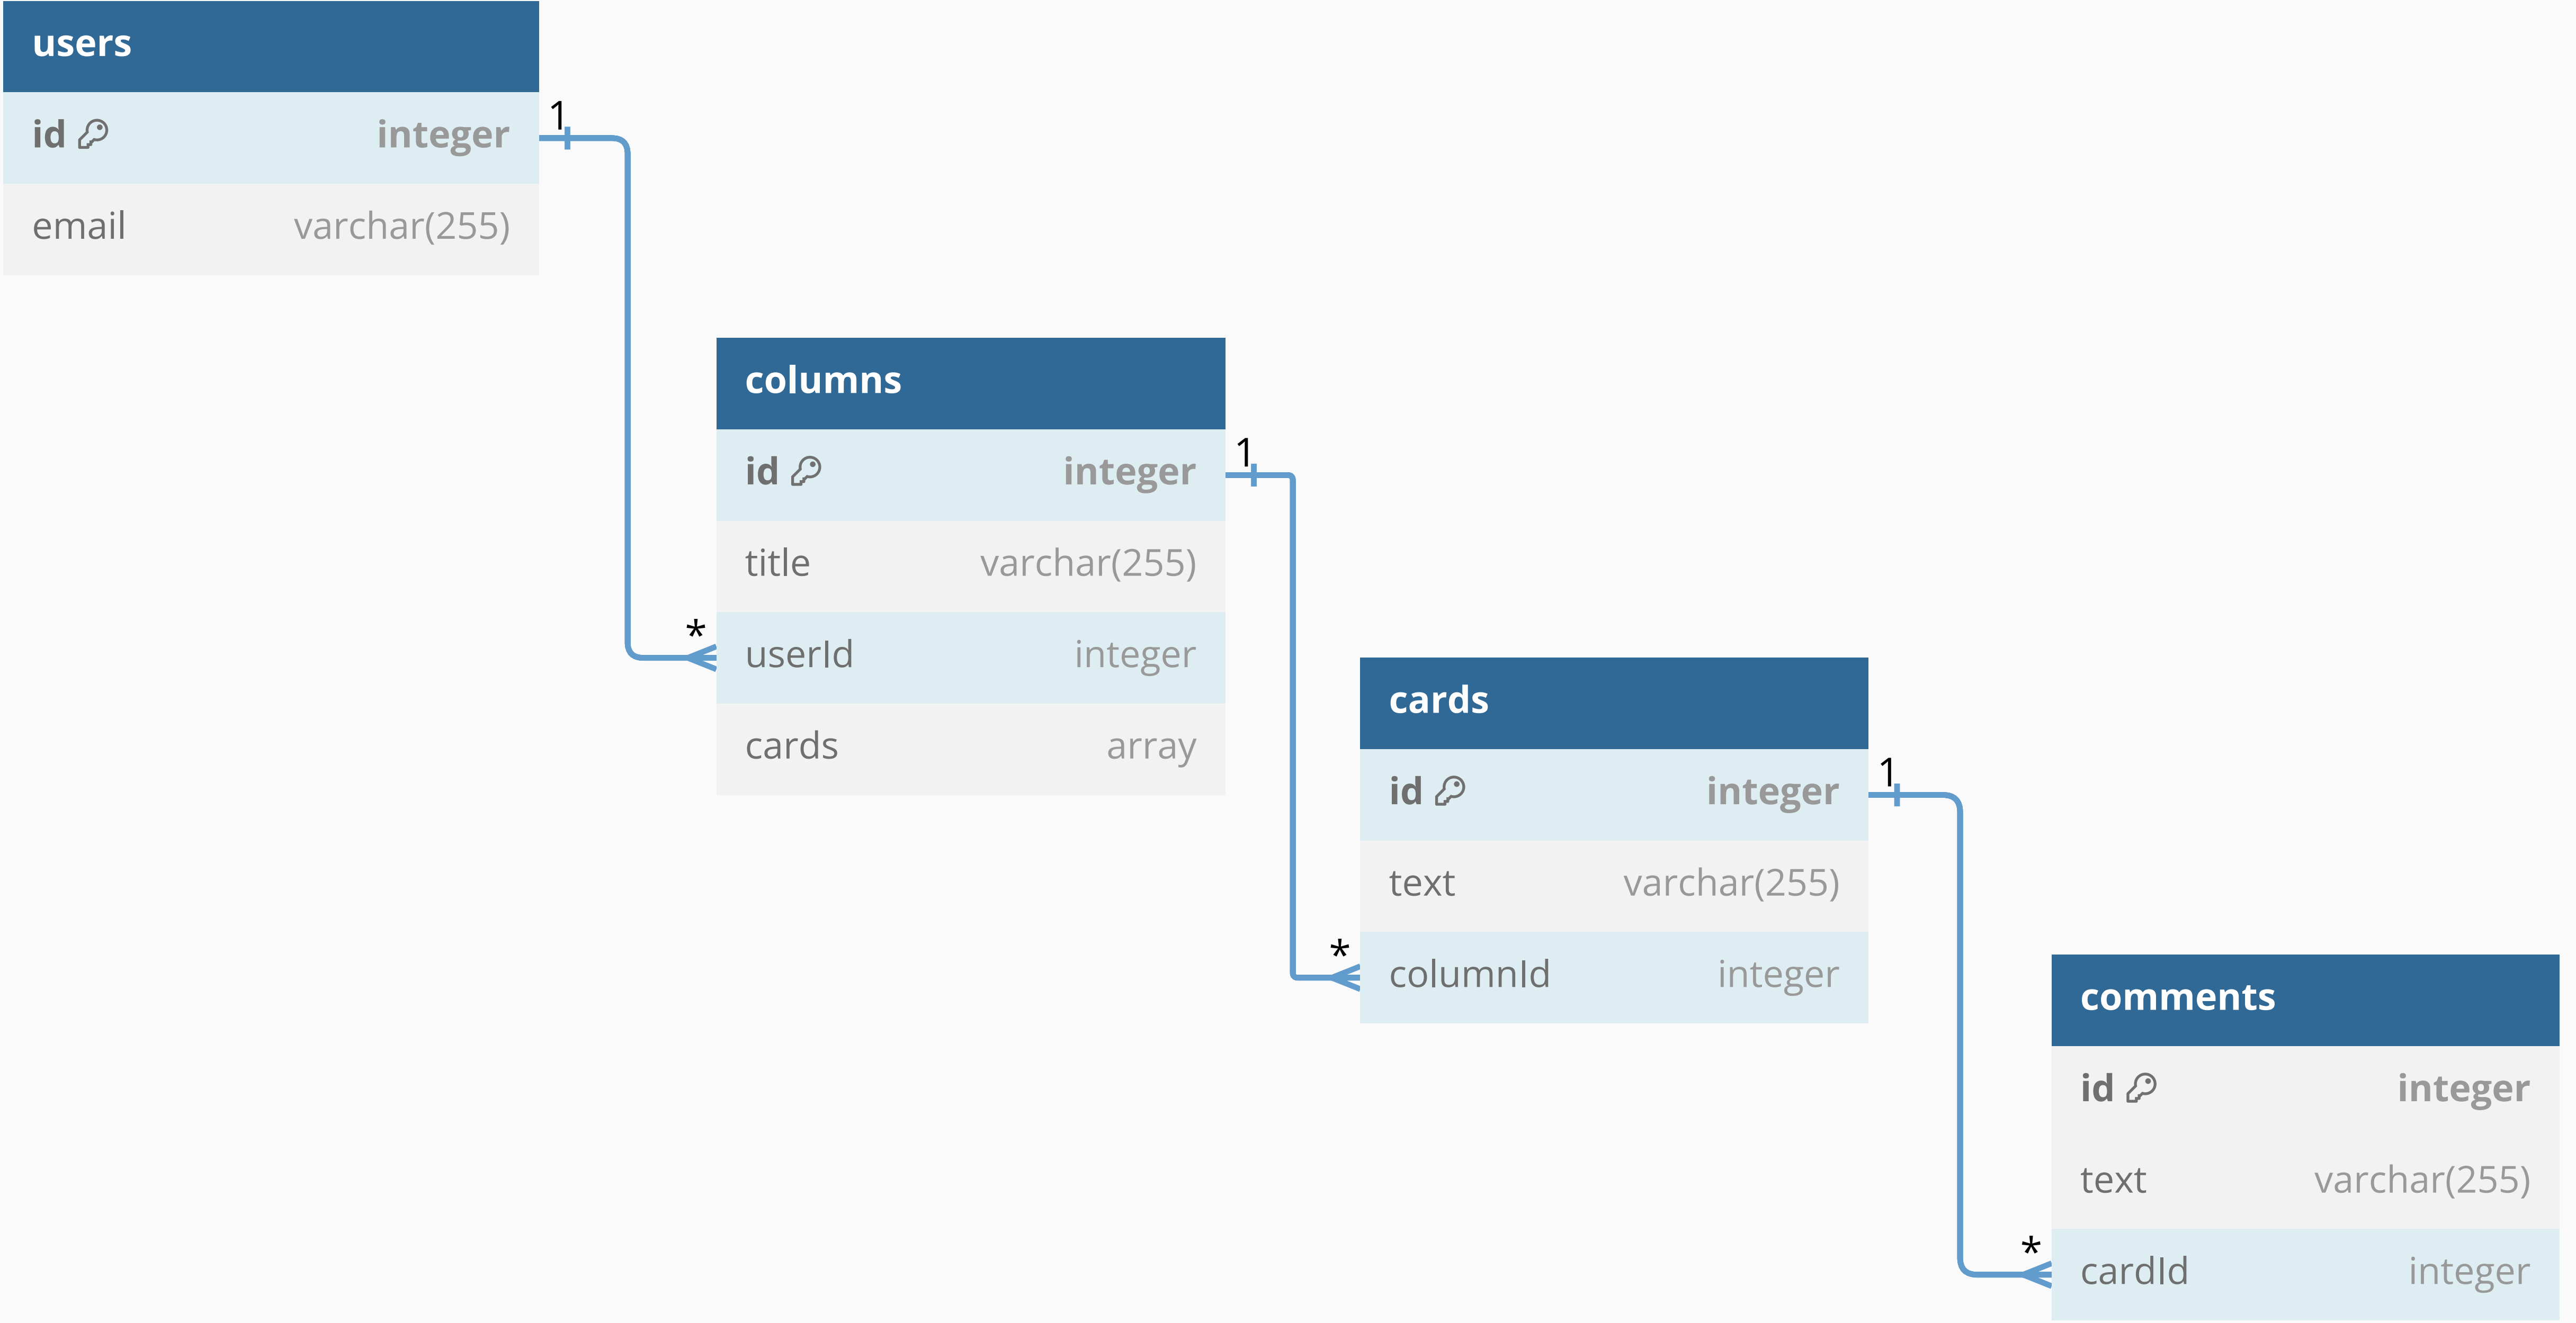 users
id integer
email varchar(255)
1
*
columns
id integer
title varchar(255)
userId integer
cards array
1
*
cards
id integer
text varchar(255)
columnId integer
1
*
comments
id integer
text varchar(255)
cardId integer